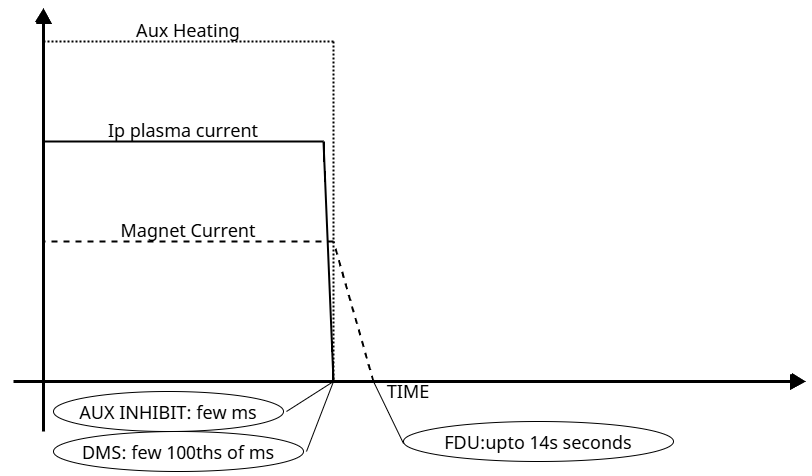 Aux Heating
Ip plasma current
Magnet Current
TIME
AUX INHIBIT: few ms
DMS: few 100ths of ms
FDU:upto 14s seconds